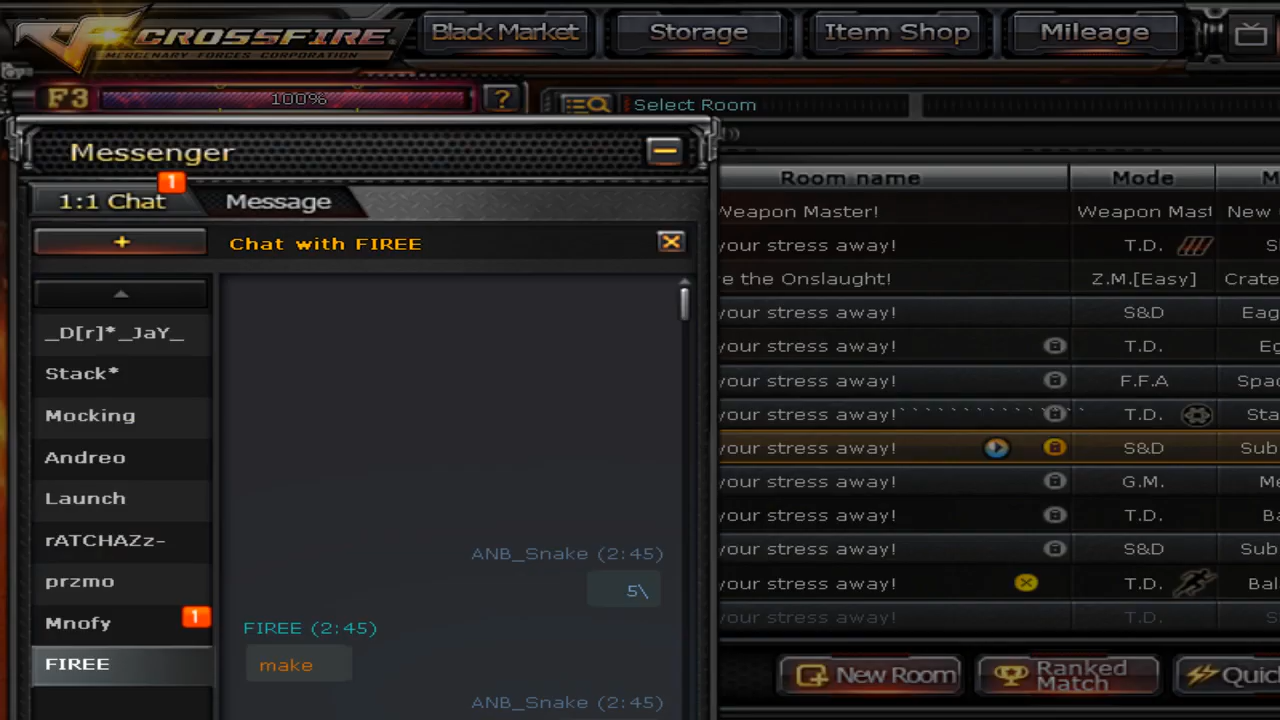 CROSSFIRE
MERCENARY FORCES CORPORATION
Black Market
Storage
Item Shop
Mileage
F3
100%
?
Select Room
Messenger
1:1 Chat
1
Message
+
Chat with FIREE
_D[r]*_JaY_
Stack*
Mocking
Andreo
Launch
rATCHAZz-
przmo
Mnofy
1
FIREE
ANB_Snake (2:45)
5\
FIREE (2:45)
make
ANB_Snake (2:45)
Room name
Mode
M
Weapon Master!
Weapon Mast
New
your stress away!
T.D.
S
e the Onslaught!
Z.M.[Easy]
Crate
your stress away!
S&D
Eag
your stress away!
T.D.
Eg
your stress away!
F.F.A
Spac
your stress away!
T.D.
Sta
your stress away!
S&D
Sub
your stress away!
G.M.
Me
your stress away!
T.D.
Ba
your stress away!
S&D
Sub
your stress away!
T.D.
Bal
your stress away!
T.D.
S
New Room
Ranked
Match
Quic